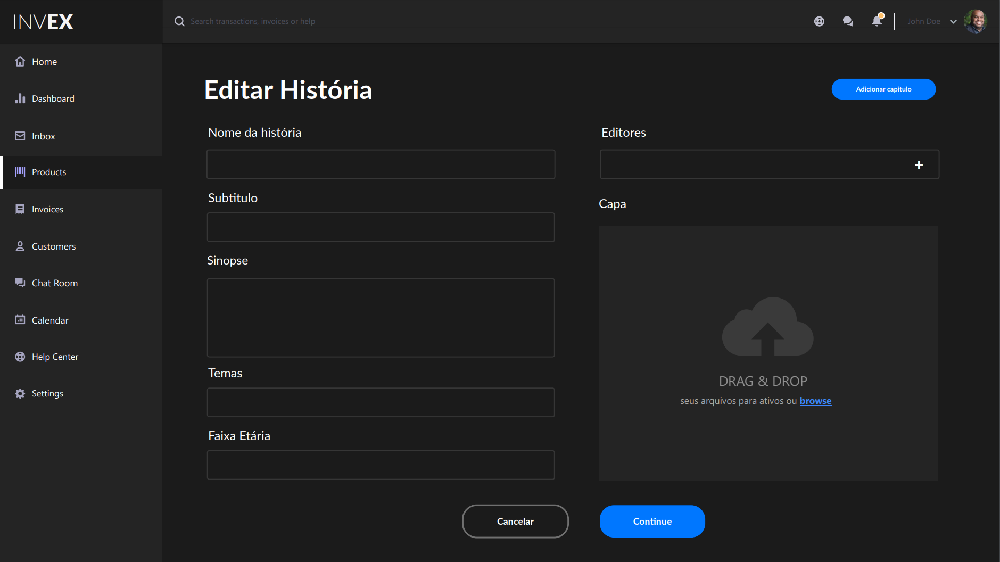 INVEX
Search transactions, invoices or help
John Doe
Home
Dashboard
Inbox
Products
Invoices
Customers
Chat Room
Calendar
Help Center
Settings
Editar História
Adicionar capitulo
Nome da história
Subtitulo
Sinopse
Temas
Faixa Etária
Editores
+
Capa
DRAG & DROP
seus arquivos para ativos ou browse
Cancelar
Continue